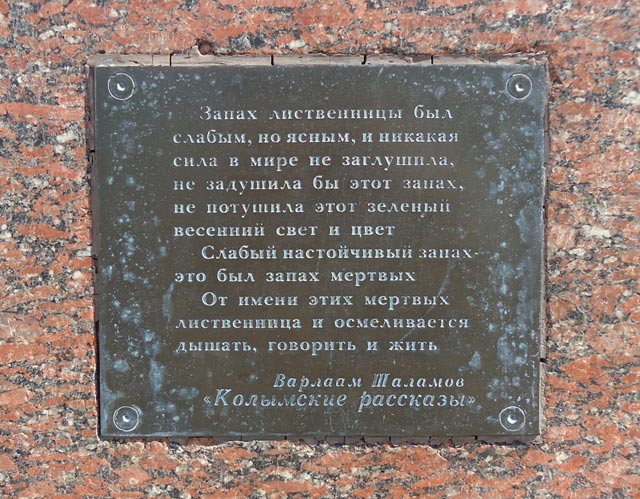 Запах лиственницы был
слабым, но ясным, и никакая
сила в мире не заглушила,
не задушила бы этот запах,
не потушила этот зеленый
весенний свет и цвет
Слабый настойчивый запах-
это был запах мертвых
От имени этих мертвых
лиственница и осмеливается
дышать, говорить и жить
Варлаам Шаламов
«Колымские рассказы»